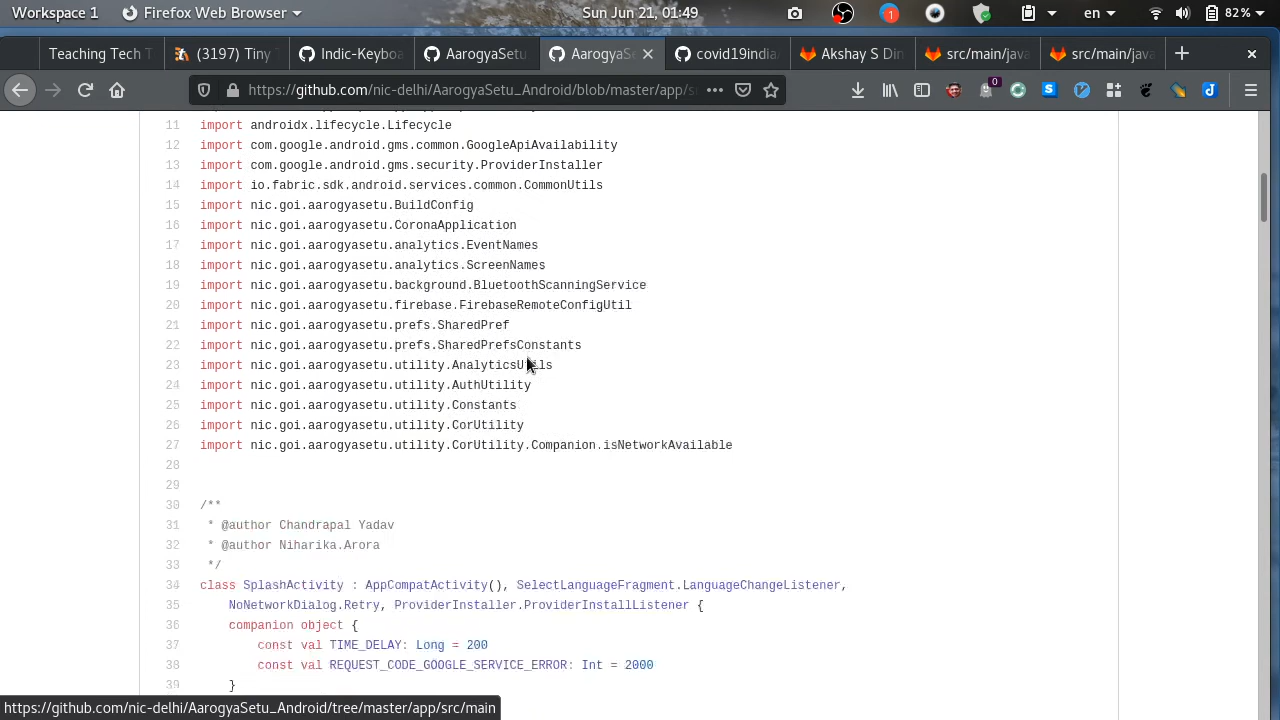 Workspace 1 Firefox Web Browser Sun Jun 21, 01:49 1 en 82%
Teaching Tech T (3197) Tiny Indic-Keyboa AarogyaSetu AarogyaSe covid19india Akshay S Din src/main/java src/main/java
https://github.com/nic-delhi/AarogyaSetu_Android/blob/master/app/s 0
11 import androidx.lifecycle.Lifecycle
12 import com.google.android.gms.common.GoogleApiAvailability
13 import com.google.android.gms.security.ProviderInstaller
14 import io.fabric.sdk.android.services.common.CommonUtils
15 import nic.goi.aarogyasetu.BuildConfig
16 import nic.goi.aarogyasetu.CoronaApplication
17 import nic.goi.aarogyasetu.analytics.EventNames
18 import nic.goi.aarogyasetu.analytics.ScreenNames
19 import nic.goi.aarogyasetu.background.BluetoothScanningService
20 import nic.goi.aarogyasetu.firebase.FirebaseRemoteConfigUtil
21 import nic.goi.aarogyasetu.prefs.SharedPref
22 import nic.goi.aarogyasetu.prefs.SharedPrefsConstants
23 import nic.goi.aarogyasetu.utility.AnalyticsUtils
24 import nic.goi.aarogyasetu.utility.AuthUtility
25 import nic.goi.aarogyasetu.utility.Constants
26 import nic.goi.aarogyasetu.utility.CorUtility
27 import nic.goi.aarogyasetu.utility.CorUtility.Companion.isNetworkAvailable
28
29
30 /**
31 * @author Chandrapal Yadav
32 * @author Niharika.Arora
33 */
34 class SplashActivity : AppCompatActivity(), SelectLanguageFragment.LanguageChangeListener,
35 NoNetworkDialog.Retry, ProviderInstaller.ProviderInstallListener {
36 companion object {
37 const val TIME_DELAY: Long = 200
38 const val REQUEST_CODE_GOOGLE_SERVICE_ERROR: Int = 2000
39 }
https://github.com/nic-delhi/AarogyaSetu_Android/tree/master/app/src/main